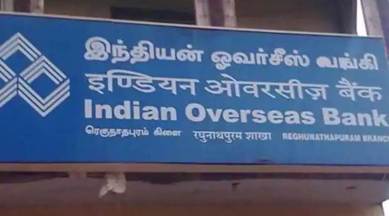 இந்தியன் ஓவர்சீஸ் வங்கி
इण्डियन ओवरसीज़ बैंक
Indian Overseas Bank
ரெகுநாதபுரம் கிளை रघुनाथपुरम शाखा REGHUNATHAPURAM BRANCH